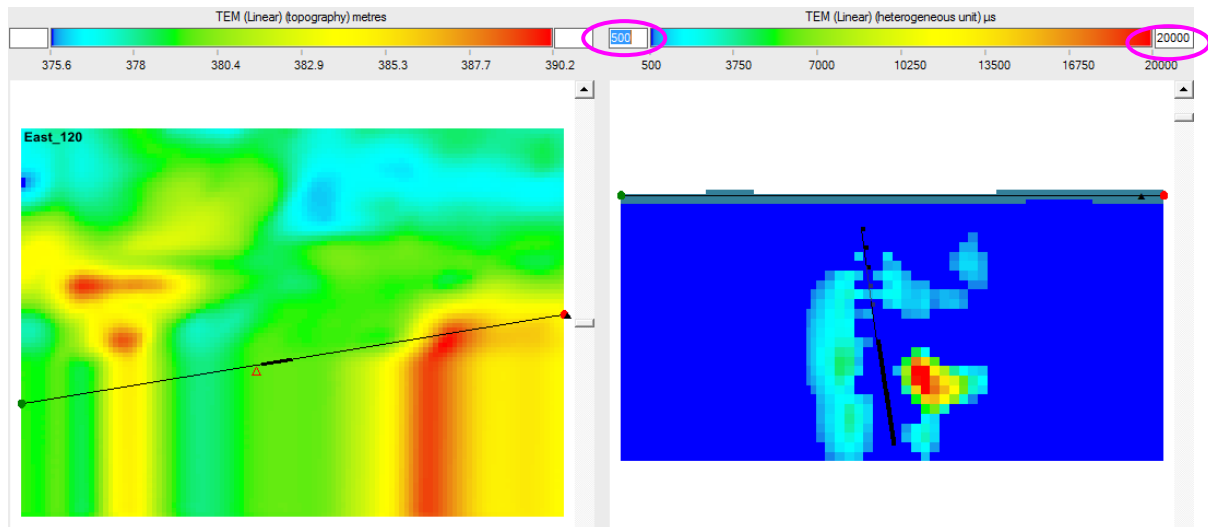 TEM (Linear) (topography) metres
375.6 378 380.4 382.9 385.3 387.7 390.2
East_120
TEM (Linear) (heterogeneous unit) µs
500 20000
500 3750 7000 10250 13500 16750 20000